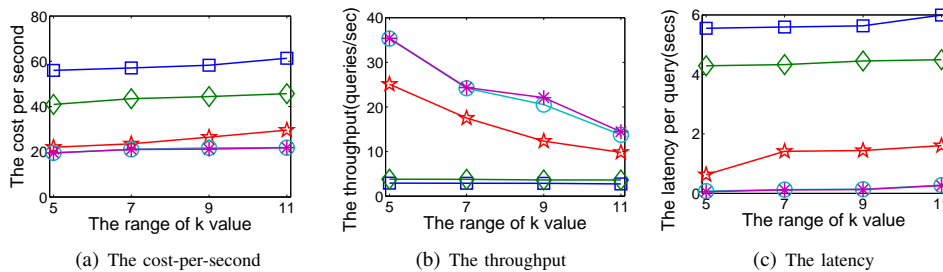 The cost per second
80
60
40
20
0
5 7 9 11
The range of k value
(a) The cost-per-second
The throughput(queries/sec)
40
30
20
10
0
5 7 9 11
The range of k value
(b) The throughput
The latency per query(secs)
6
4
2
0
5 7 9 11
The range of k value
(c) The latency